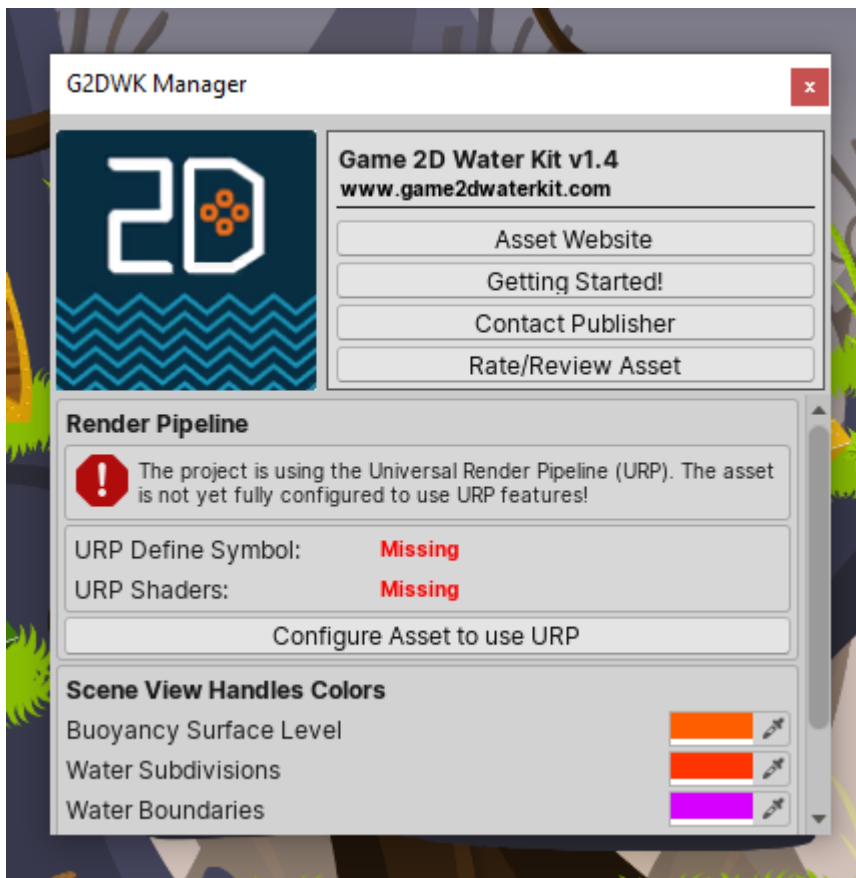 G2DWK Manager
x
2D
Game 2D Water Kit v1.4
www.game2dwaterkit.com
Asset Website
Getting Started!
Contact Publisher
Rate/Review Asset
Render Pipeline
!
The project is using the Universal Render Pipeline (URP). The asset
is not yet fully configured to use URP features!
URP Define Symbol: Missing
URP Shaders: Missing
Configure Asset to use URP
Scene View Handles Colors
Buoyancy Surface Level
Water Subdivisions
Water Boundaries